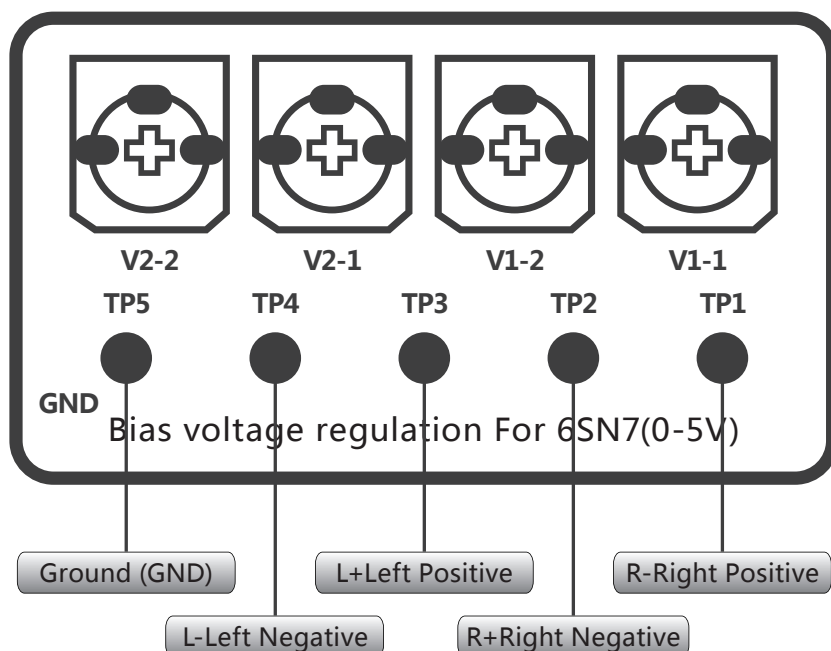 V2-2 V2-1 V1-2 V1-1
TP5 TP4 TP3 TP2 TP1
GND
Bias voltage regulation For 6SN7(0-5V)
Ground (GND) L+Left Positive R-Right Positive
L-Left Negative R+Right Negative